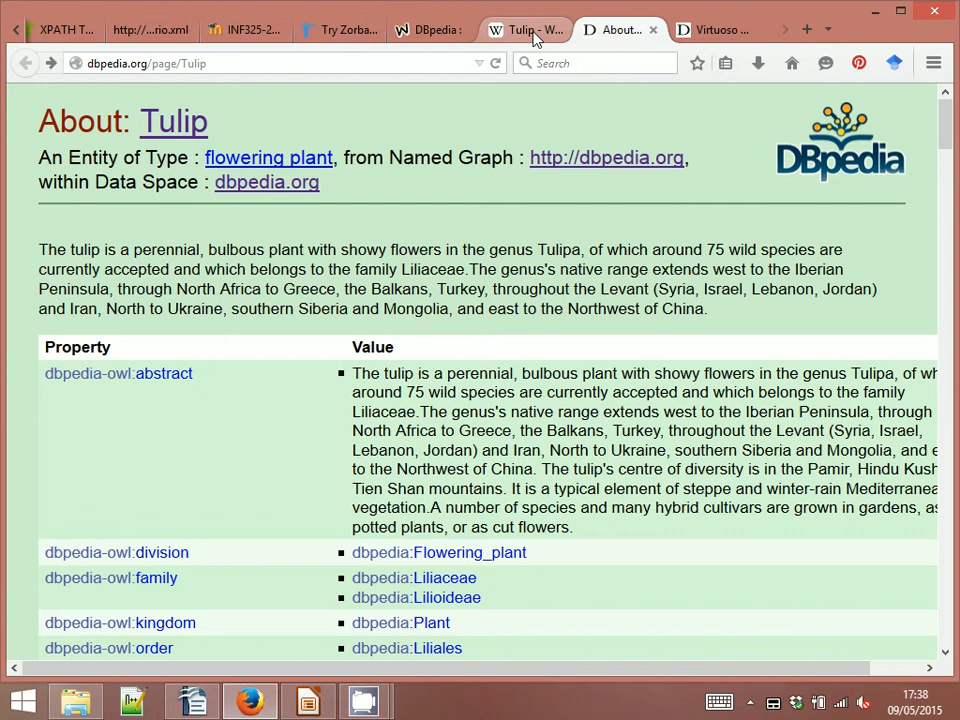 XPATH T...
http://...rio.xml
INF325-2...
Try Zorba...
DBpedia :
Tulip - W...
About...
Virtuoso ...
dbpedia.org/page/Tulip
Search
About: Tulip
An Entity of Type : flowering plant, from Named Graph : http://dbpedia.org,
within Data Space : dbpedia.org
DBpedia
The tulip is a perennial, bulbous plant with showy flowers in the genus Tulipa, of which around 75 wild species are
currently accepted and which belongs to the family Liliaceae.The genus's native range extends west to the Iberian
Peninsula, through North Africa to Greece, the Balkans, Turkey, throughout the Levant (Syria, Israel, Lebanon, Jordan)
and Iran, North to Ukraine, southern Siberia and Mongolia, and east to the Northwest of China.
Property Value
dbpedia-owl:abstract
The tulip is a perennial, bulbous plant with showy flowers in the genus Tulipa, of wh
around 75 wild species are currently accepted and which belongs to the family
Liliaceae.The genus's native range extends west to the Iberian Peninsula, through
North Africa to Greece, the Balkans, Turkey, throughout the Levant (Syria, Israel,
Lebanon, Jordan) and Iran, North to Ukraine, southern Siberia and Mongolia, and e
to the Northwest of China. The tulip's centre of diversity is in the Pamir, Hindu Kush
Tien Shan mountains. It is a typical element of steppe and winter-rain Mediterranea
vegetation.A number of species and many hybrid cultivars are grown in gardens, as
potted plants, or as cut flowers.
dbpedia-owl:division dbpedia:Flowering_plant
dbpedia-owl:family dbpedia:Liliaceae
dbpedia:Lilioideae
dbpedia-owl:kingdom dbpedia:Plant
dbpedia-owl:order dbpedia:Liliales
17:38
09/05/2015